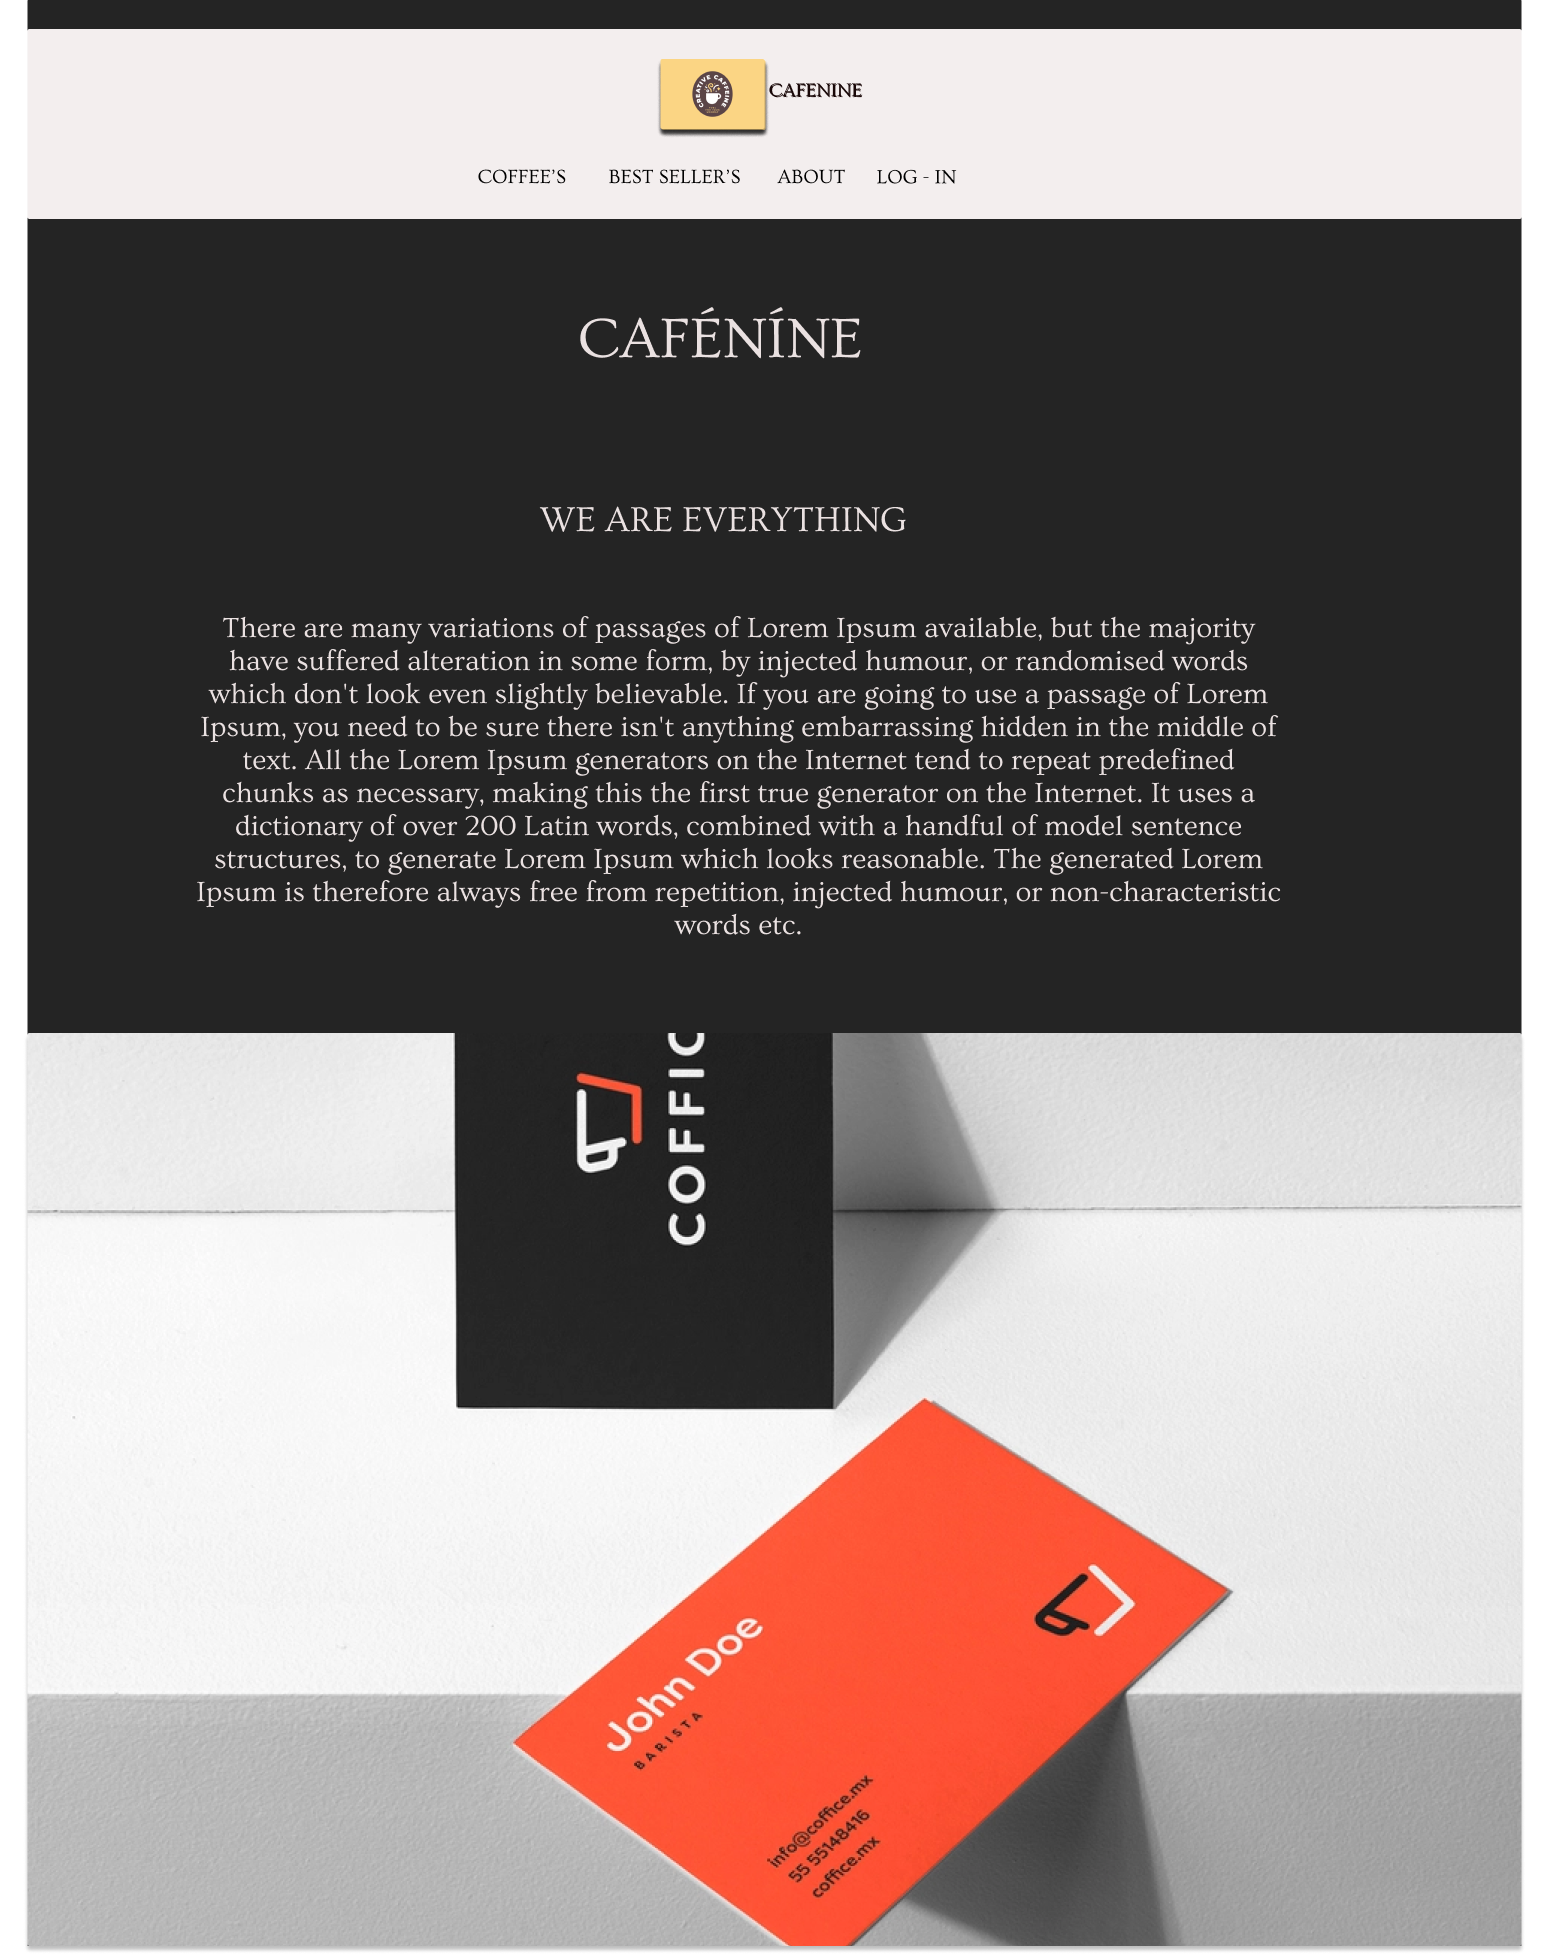 CREATIVE CAFFEINE
CAFENINE
COFFEE’S BEST SELLER’S ABOUT LOG - IN
CAFÉNÍNE
WE ARE EVERYTHING
There are many variations of passages of Lorem Ipsum available, but the majority
have suffered alteration in some form, by injected humour, or randomised words
which don't look even slightly believable. If you are going to use a passage of Lorem
Ipsum, you need to be sure there isn't anything embarrassing hidden in the middle of
text. All the Lorem Ipsum generators on the Internet tend to repeat predefined
chunks as necessary, making this the first true generator on the Internet. It uses a
dictionary of over 200 Latin words, combined with a handful of model sentence
structures, to generate Lorem Ipsum which looks reasonable. The generated Lorem
Ipsum is therefore always free from repetition, injected humour, or non-characteristic
words etc.
COFFIC
John Doe
BARISTA
info@coffice.mx
55 55148416
coffice.mx